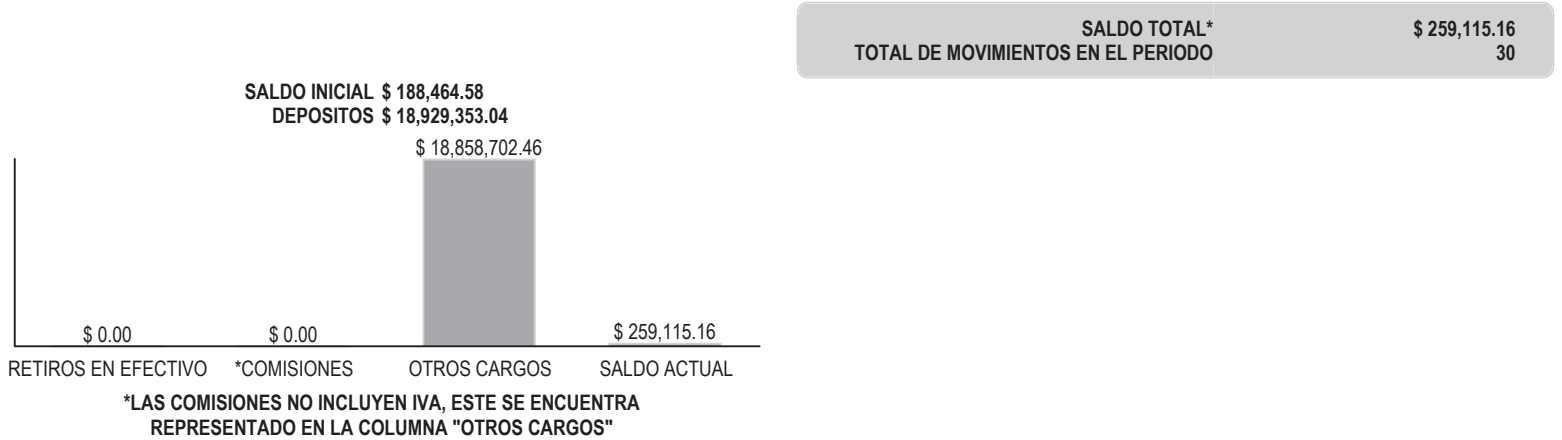 SALDO TOTAL* $ 259,115.16
TOTAL DE MOVIMIENTOS EN EL PERIODO 30
SALDO INICIAL $ 188,464.58
DEPOSITOS $ 18,929,353.04
$ 18,858,702.46
$ 0.00 $ 0.00 $ 259,115.16
RETIROS EN EFECTIVO *COMISIONES OTROS CARGOS SALDO ACTUAL
*LAS COMISIONES NO INCLUYEN IVA, ESTE SE ENCUENTRA
REPRESENTADO EN LA COLUMNA "OTROS CARGOS"